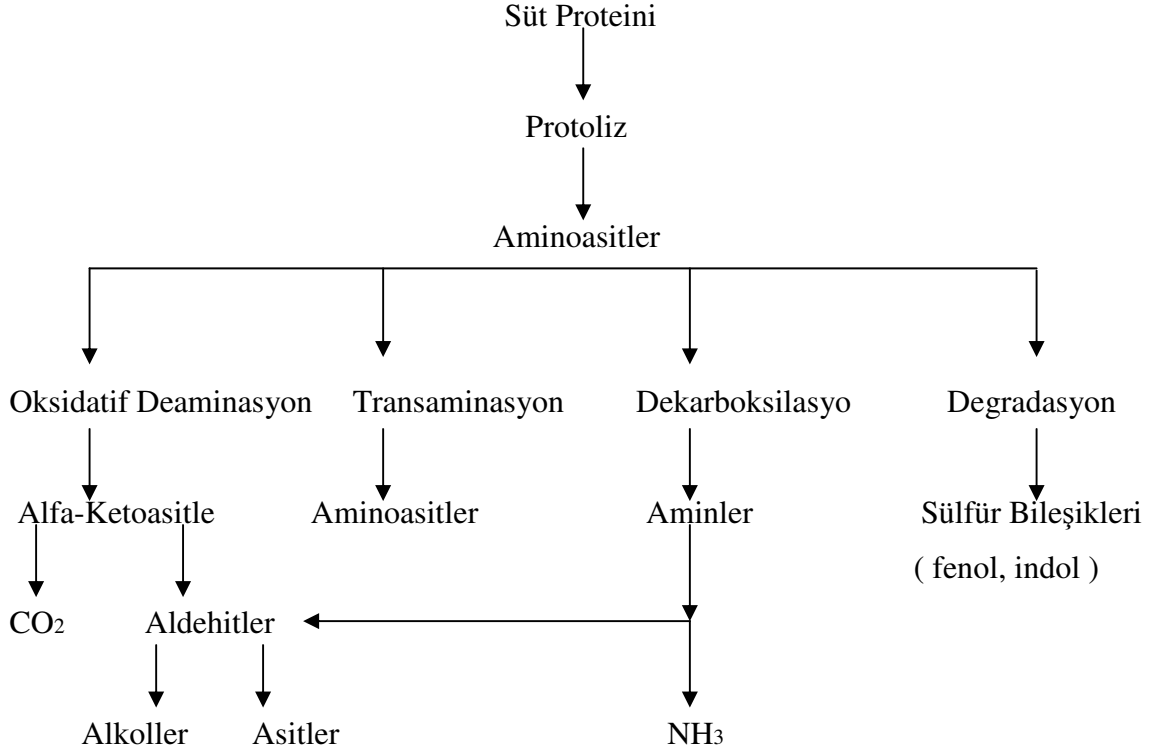 Süt Proteini
Protoliz
Aminoasitler
Oksidatif Deaminasyon Transaminasyon Dekarboksilasyo Degradasyon
Alfa-Ketoasitle Aminoasitler Aminler Sülfür Bileşikleri
( fenol, indol )
CO₂ Aldehitler
Alkoller Asitler NH₃